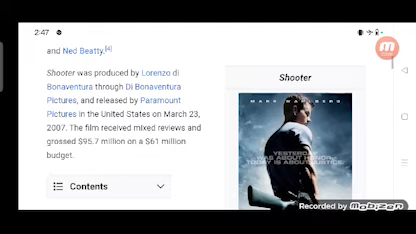 2:47
and Ned Beatty.[4]
Shooter was produced by Lorenzo di
Bonaventura through Di Bonaventura
Pictures, and released by Paramount
Pictures in the United States on March 23,
2007. The film received mixed reviews and
grossed $95.7 million on a $61 million
budget.
Contents
Shooter
MARK WAHLBERG
YESTERDAY
WAS ABOUT HONOR.
TODAY IS ABOUT JUSTICE.
Recorded by Mobizen